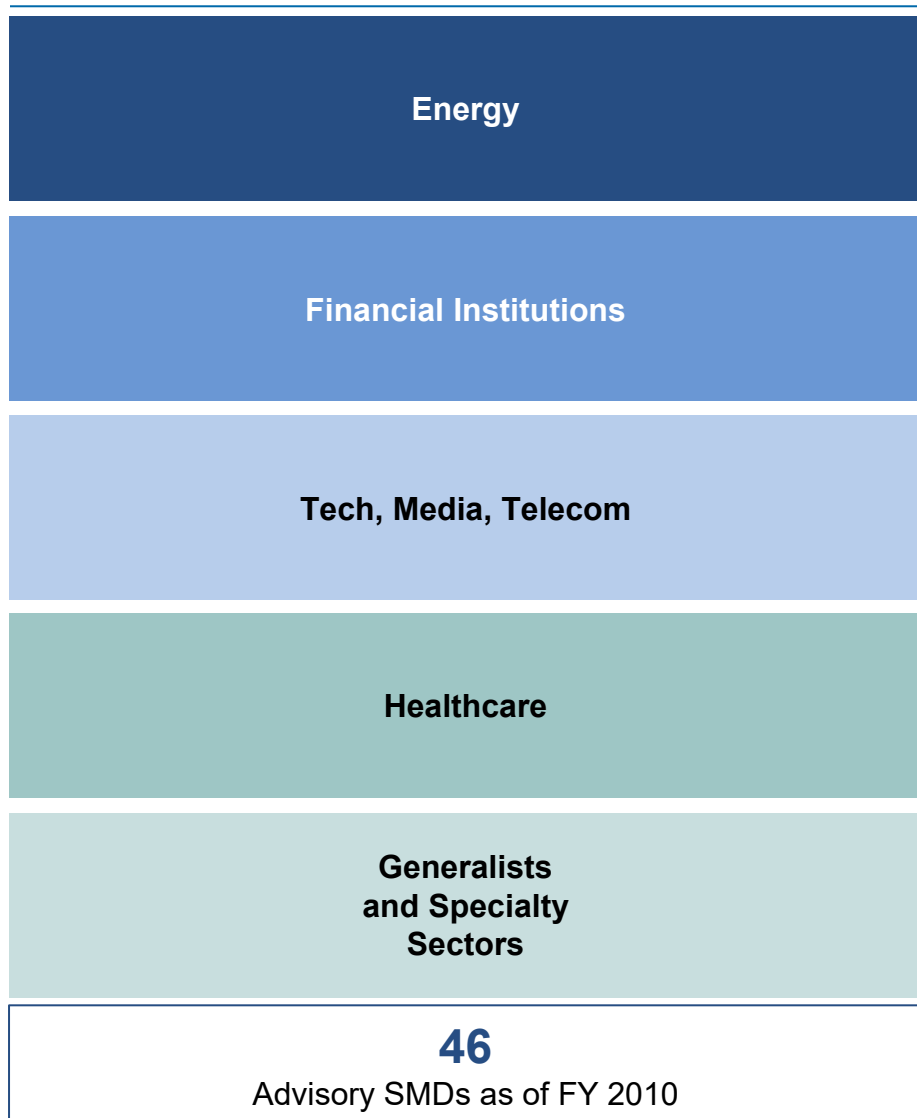 Energy
Financial Institutions
Tech, Media, Telecom
Healthcare
Generalists
and Specialty
Sectors
46
Advisory SMDs as of FY 2010